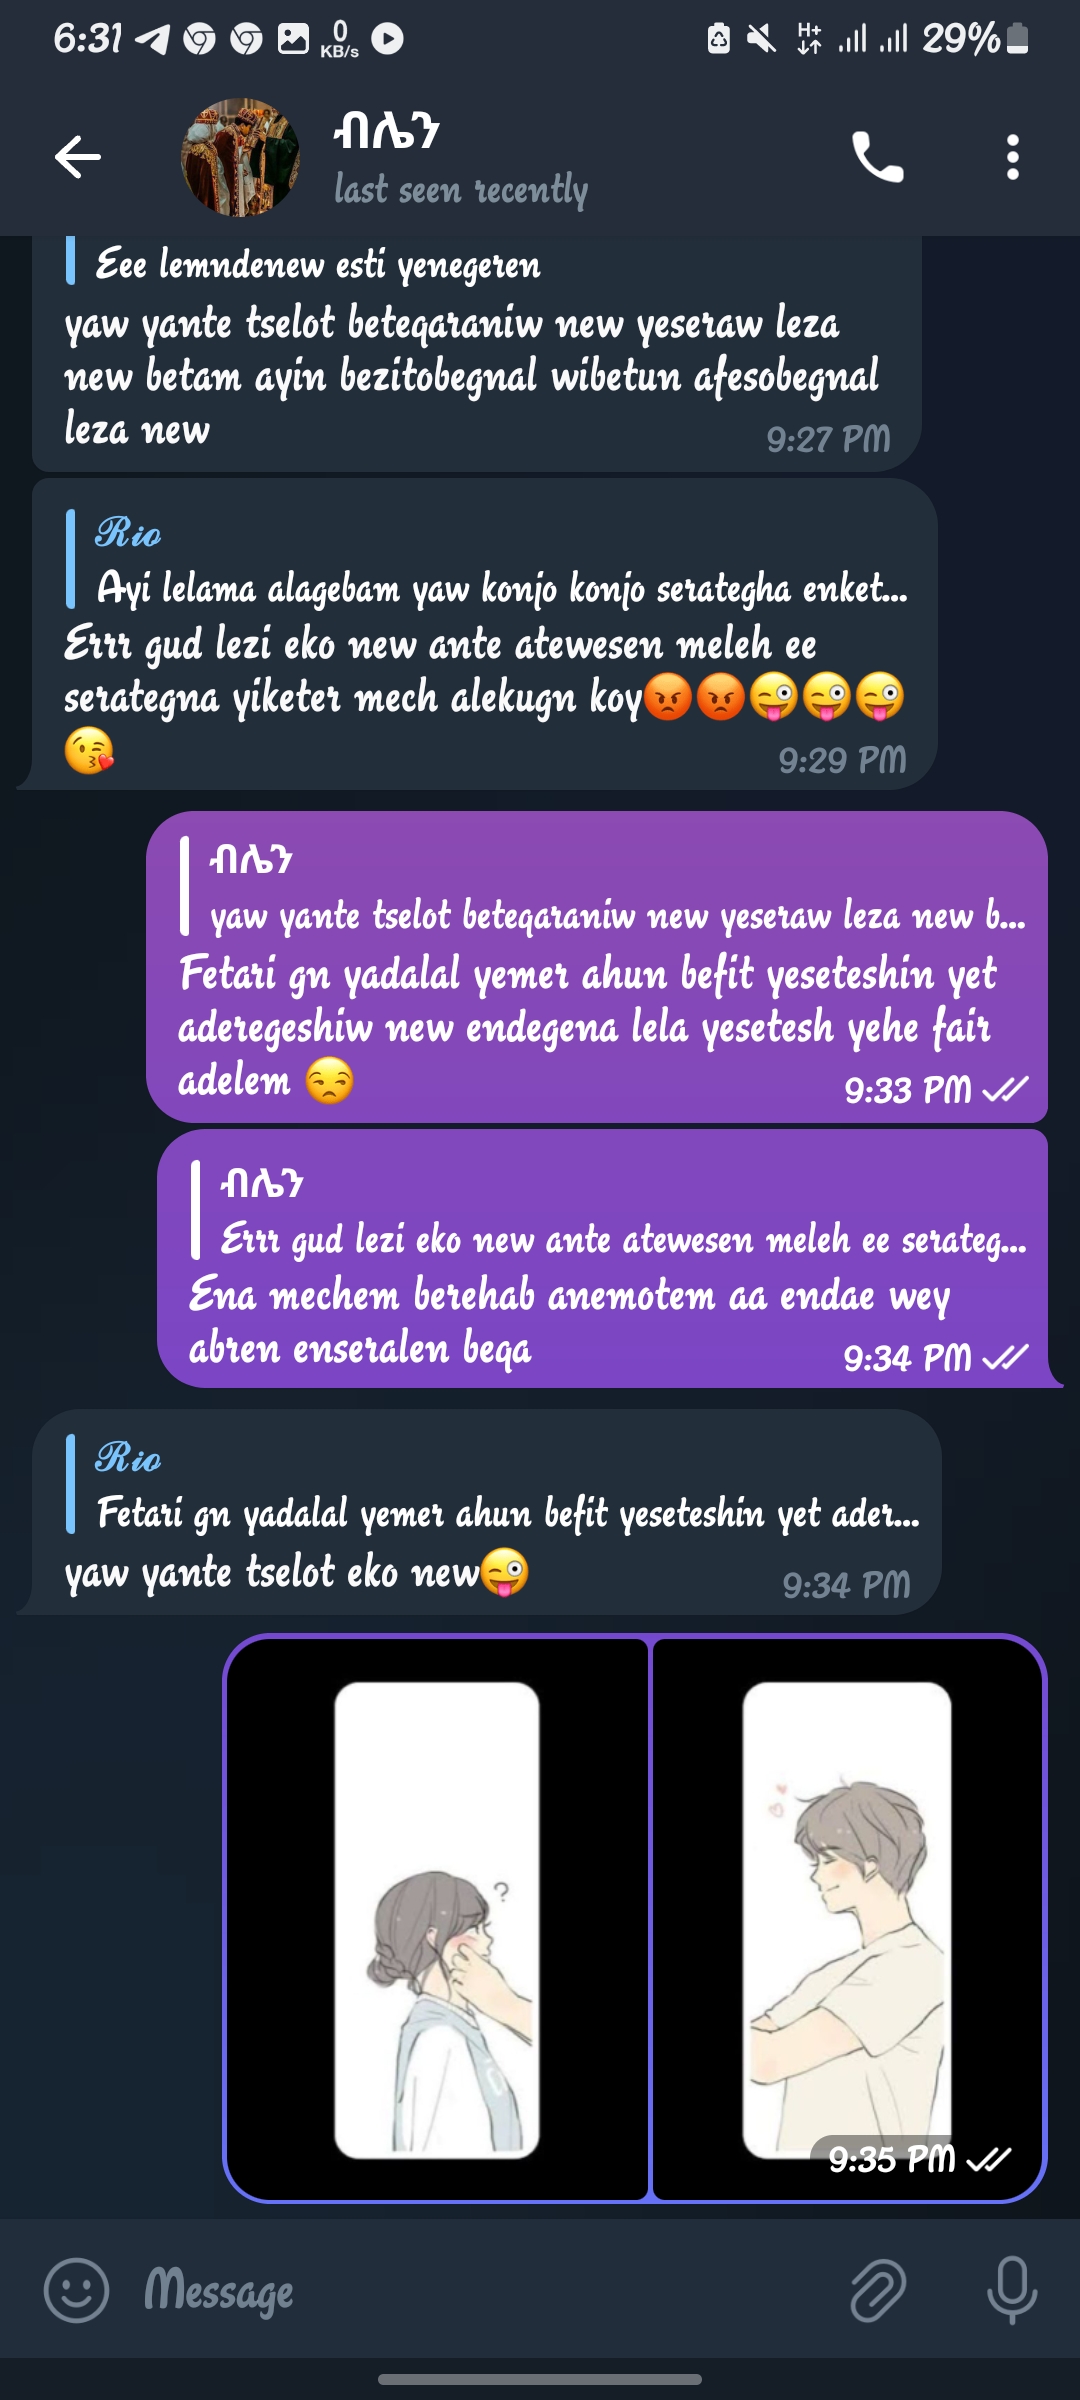 6:31 0 KB/s H+ 29%
ብሌን
last seen recently
Eee lemndenew esti yenegeren
yaw yante tselot beteqaraniw new yeseraw leza
new betam ayin bezitobegnal wibetun afesobegnal
leza new
9:27 PM
Rio
Ayi lelama alagebam yaw konjo konjo serategha enket...
Errr gud lezi eko new ante atewesen meleh ee
serategna yiketer mech alekugn koy😡😡😜😜😜
😘
9:29 PM
ብሌን
yaw yante tselot beteqaraniw new yeseraw leza new b...
Fetari gn yadalal yemer ahun befit yeseteshin yet
aderegeshiw new endegena lela yesetesh yehe fair
adelem 😒
9:33 PM
ብሌን
Errr gud lezi eko new ante atewesen meleh ee serateg...
Ena mechem berehab anemotem aa endae wey
abren enseralen beqa
9:34 PM
Rio
Fetari gn yadalal yemer ahun befit yeseteshin yet ader...
yaw yante tselot eko new😜
9:34 PM
?
9:35 PM
Message